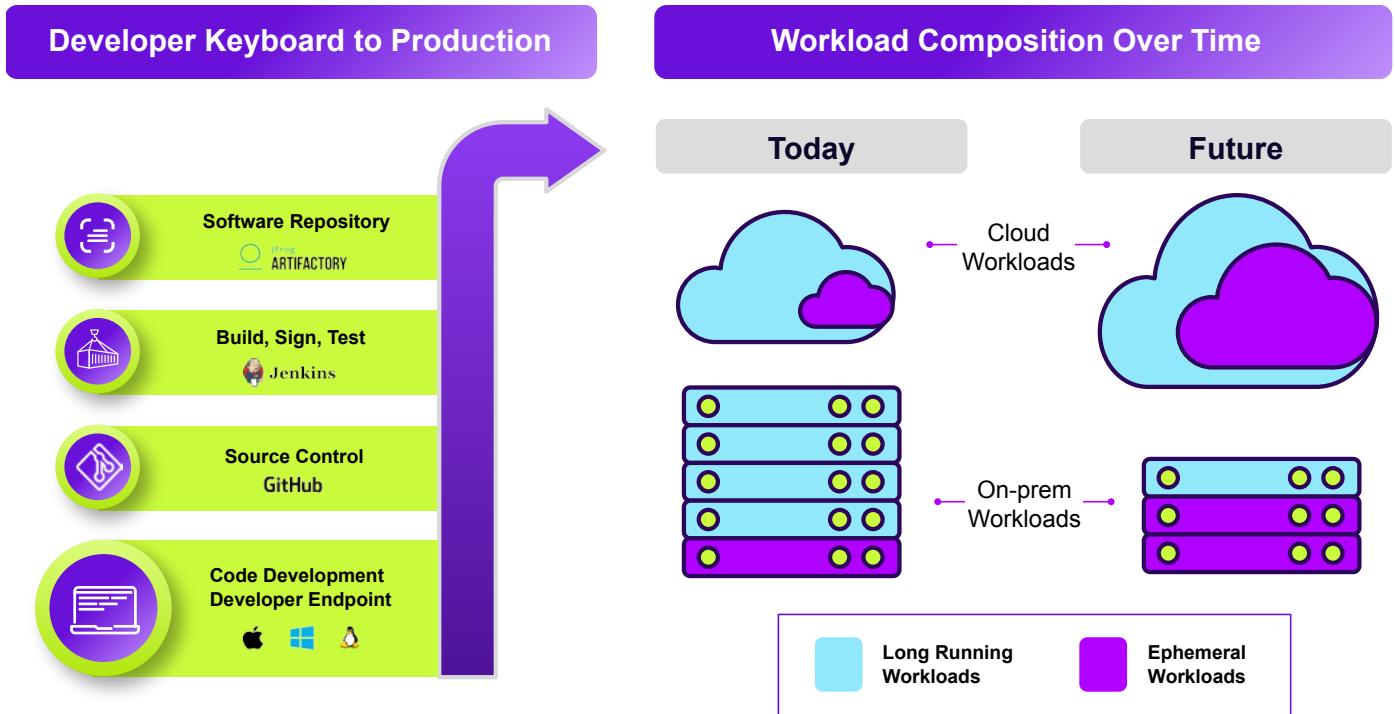 Developer Keyboard to Production
Software Repository
JFrog
ARTIFACTORY
Build, Sign, Test
Jenkins
Source Control
GitHub
Code Development
Developer Endpoint
Workload Composition Over Time
Today
Future
Cloud
Workloads
On-prem
Workloads
Long Running
Workloads
Ephemeral
Workloads